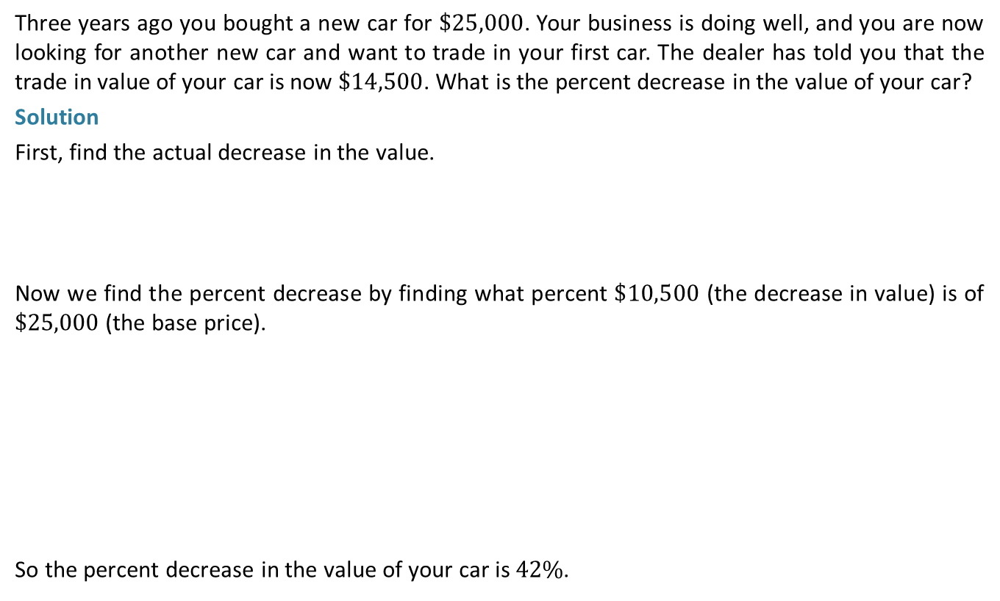 Three years ago you bought a new car for $25,000. Your business is doing well, and you are now
looking for another new car and want to trade in your first car. The dealer has told you that the
trade in value of your car is now $14,500. What is the percent decrease in the value of your car?
Solution
First, find the actual decrease in the value.
Now we find the percent decrease by finding what percent $10,500 (the decrease in value) is of
$25,000 (the base price).
So the percent decrease in the value of your car is 42%.